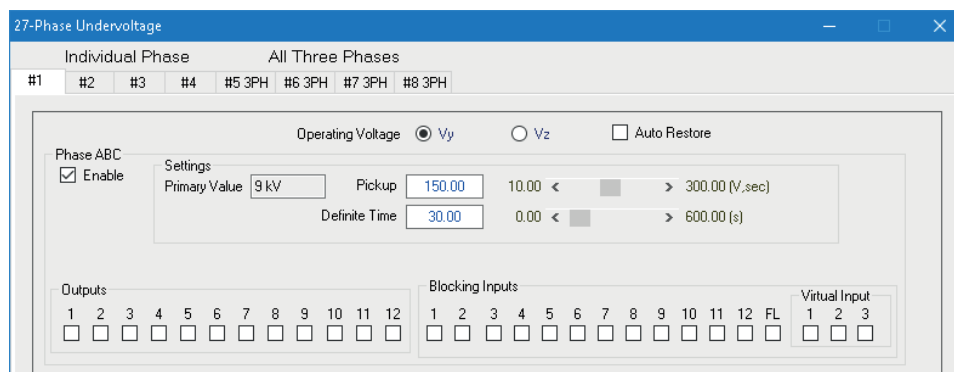 27-Phase Undervoltage
Individual Phase All Three Phases
#1 #2 #3 #4 #5 3PH #6 3PH #7 3PH #8 3PH
Operating Voltage Vy Vz Auto Restore
Phase ABC
Enable
Settings
Primary Value 9 kV Pickup 150.00 10.00 < > 300.00 (V,sec)
Definite Time 30.00 0.00 < > 600.00 (s)
Outputs
1 2 3 4 5 6 7 8 9 10 11 12
Blocking Inputs
1 2 3 4 5 6 7 8 9 10 11 12 FL
Virtual Input
1 2 3